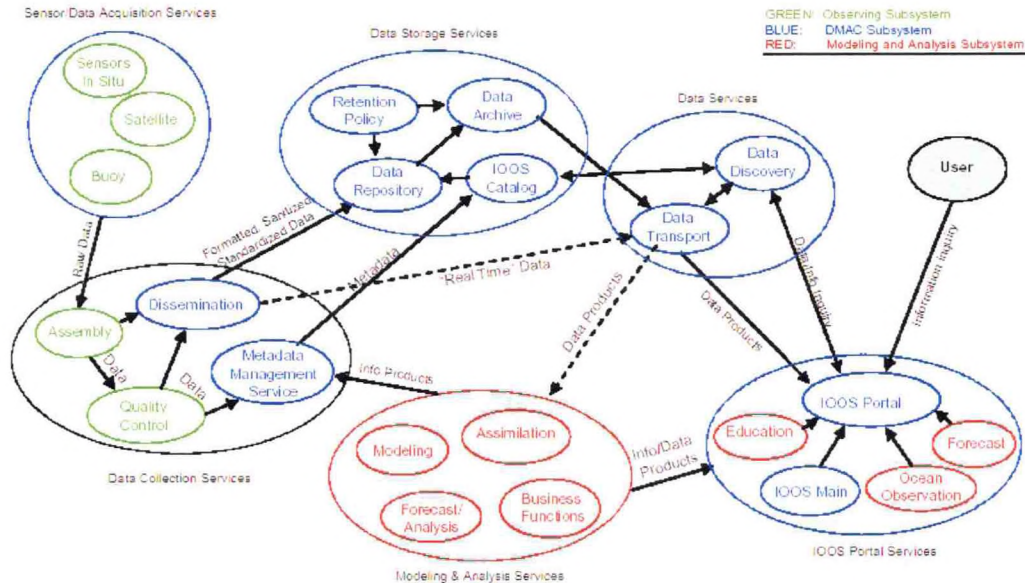 Sensor/Data Acquisition Services
GREEN: Observing Subsystem
BLUE: DMAC Subsystem
RED: Modeling and Analysis Subsystem
Data Storage Services
Sensors
In Situ
Satellite
Buoy
Retention
Policy
Data
Archive
Data
Repository
IOOS
Catalog
Data Services
Data
Discovery
Data
Transport
User
Raw Data
Formatted, Sanitized
Standardized Data
Metadata
"Real Time" Data
Data Products
Data Products
Data/Info Inquiry
Information Inquiry
Dissemination
Assembly
Data
Data
Quality
Control
Metadata
Management
Service
Data Collection Services
Info Products
Modeling
Assimilation
Forecast/
Analysis
Business
Functions
Modeling & Analysis Services
Info/Data
Products
IOOS Portal
Education
Forecast
IOOS Main
Ocean
Observation
IOOS Portal Services